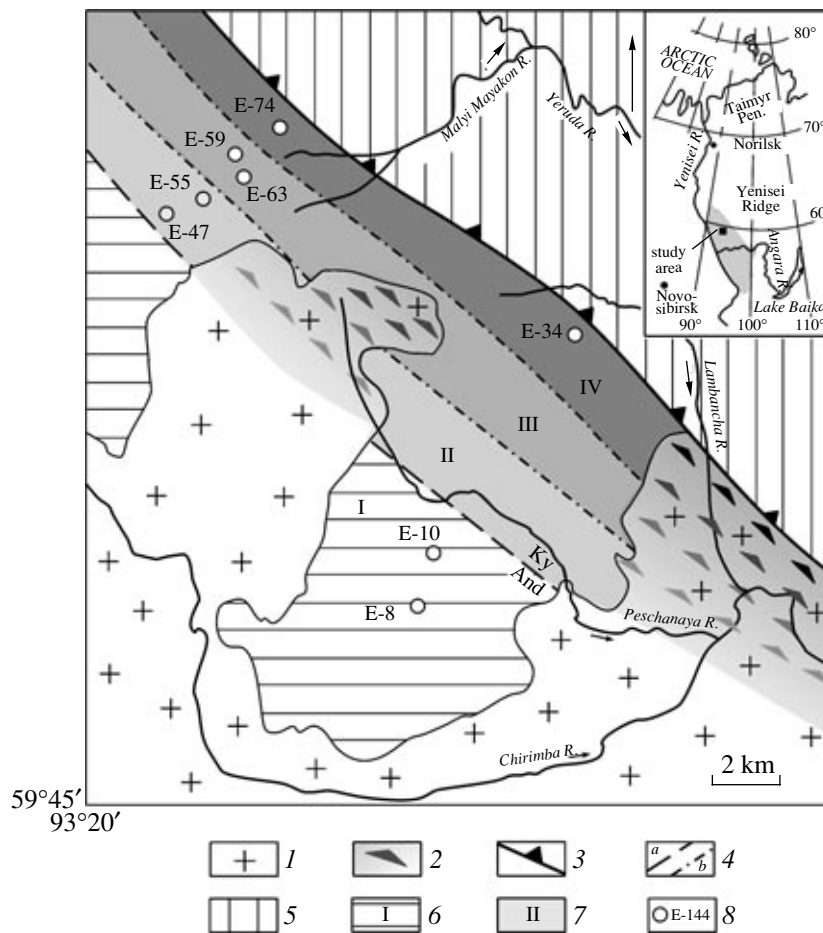 E-74
E-59
E-63
E-55
E-47
Malyi Mayakon R.
Yeruda R.
E-34
IV
III
II
I
Lambancha R.
E-10
E-8
Ky
And
Peschanaya R.
Chirimba R.
2 km
59°45′
93°20′
80°
ARCTIC
OCEAN
Taimyr
Pen.
70°
Norilsk
Yenisei R.
Yenisei
Ridge
60°
study
area
Angara R.
Novo-
sibirsk
Lake Baika
90°
100°
110°
1
2
3
a
b
4
5
I
6
II
7
E-144
8